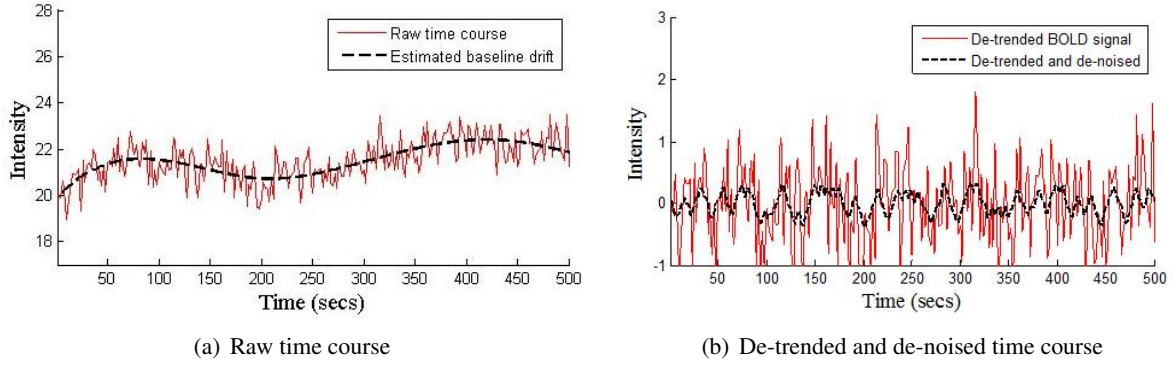 28
26
24
22
20
18
Intensity
50 100 150 200 250 300 350 400 450 500
Time (secs)
Raw time course
Estimated baseline drift
(a) Raw time course
3
2
1
0
-1
Intensity
50 100 150 200 250 300 350 400 450 500
Time (secs)
De-trended BOLD signal
De-trended and de-noised
(b) De-trended and de-noised time course